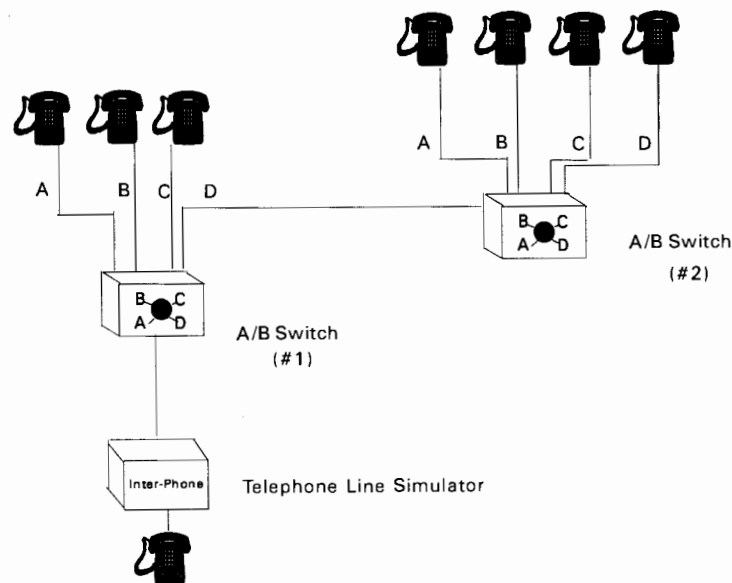 A
B
C
D
A
B
C
D
B C
A D
A/B Switch
(#2)
B C
A D
A/B Switch
(#1)
Inter-Phone
Telephone Line Simulator